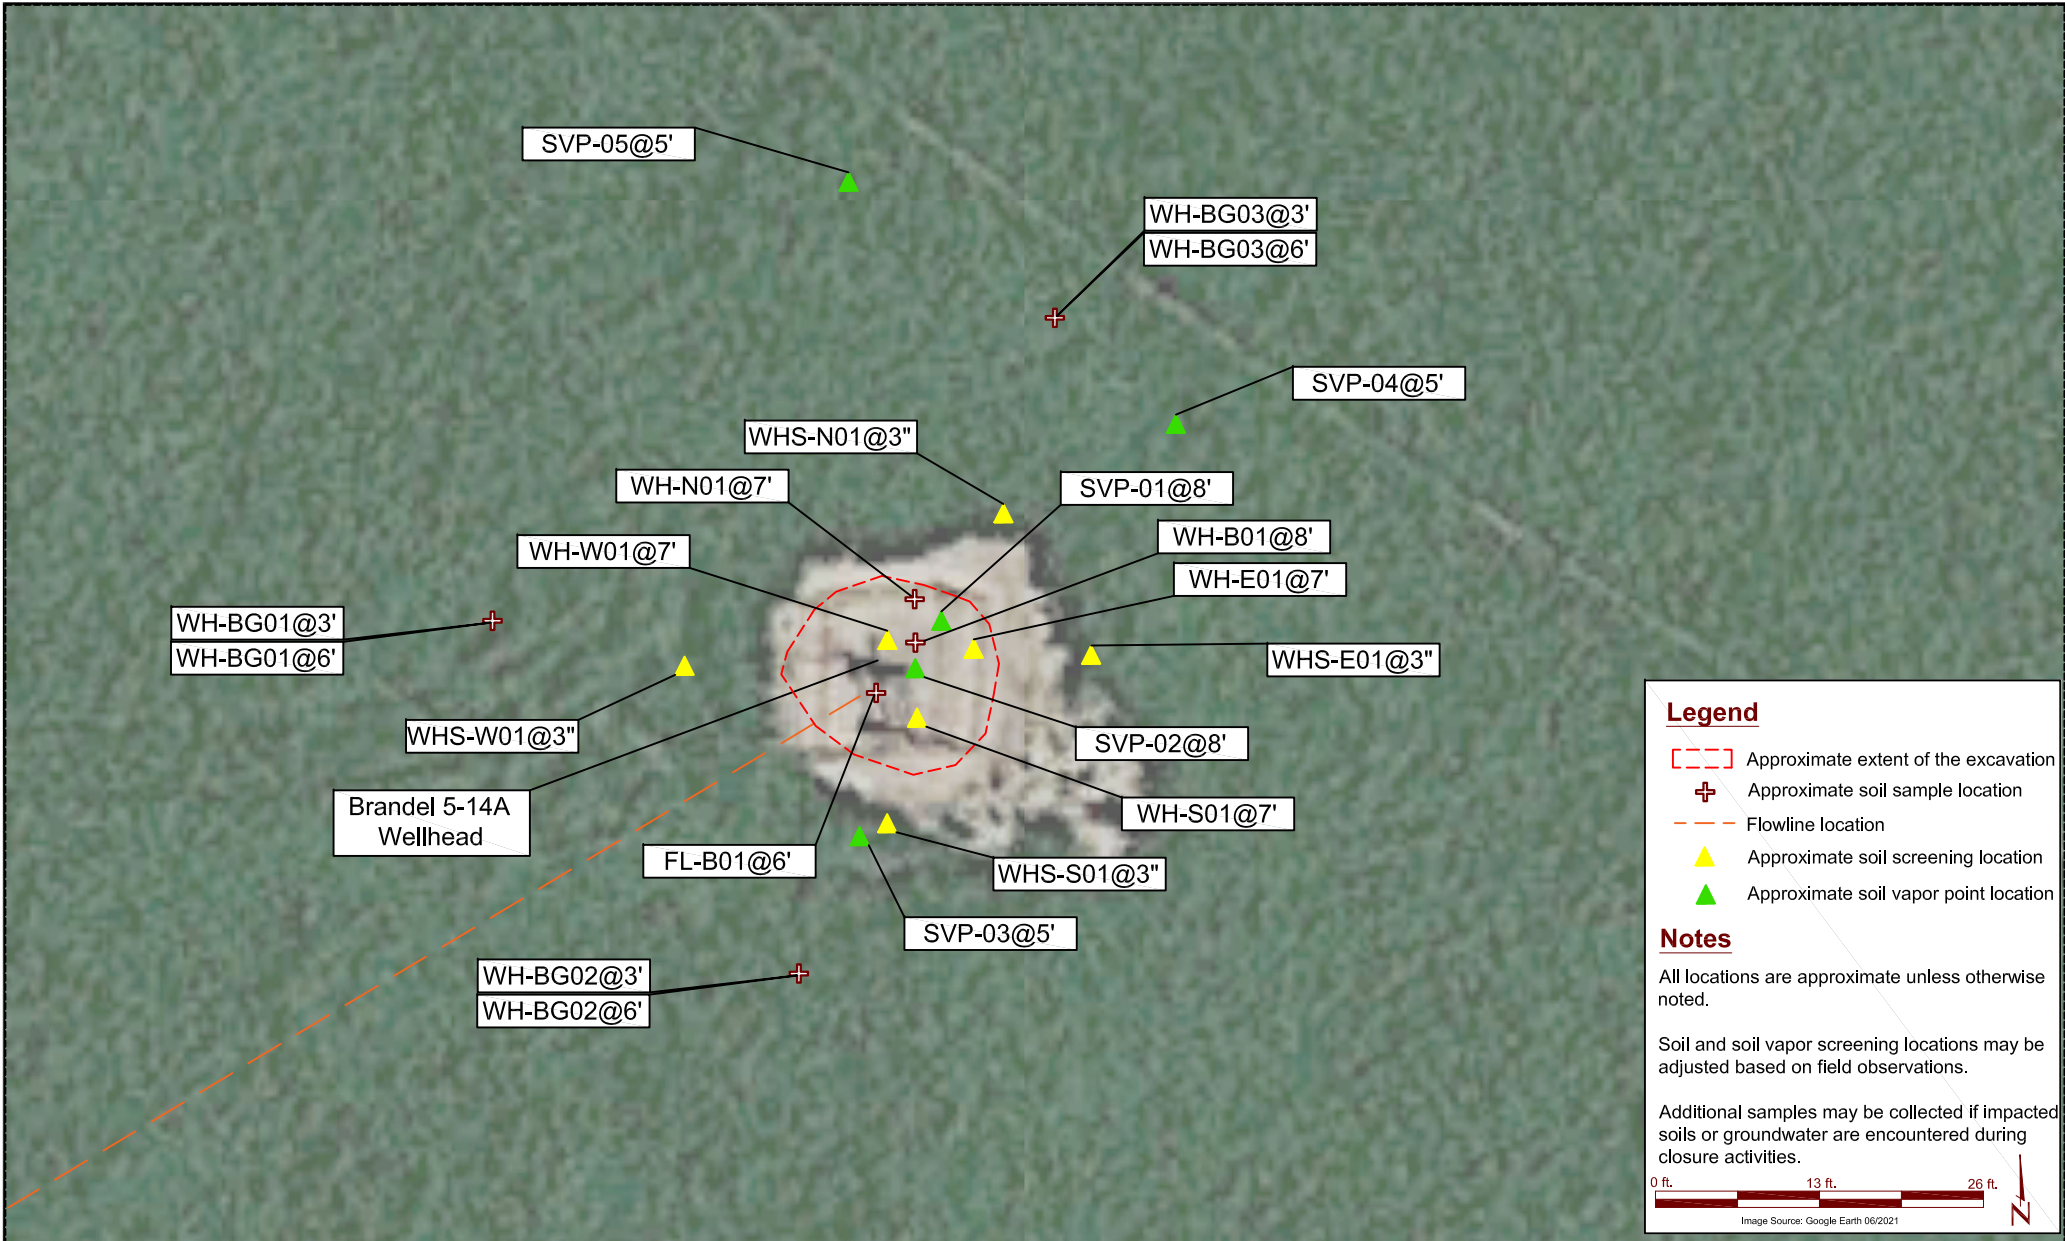 SVP-05@5'
WH-BG03@3'
WH-BG03@6'
SVP-04@5'
WHS-N01@3"
WH-N01@7'
SVP-01@8'
WH-W01@7'
WH-B01@8'
WH-E01@7'
WH-BG01@3'
WH-BG01@6'
WHS-E01@3"
WHS-W01@3"
SVP-02@8'
Brandel 5-14A
Wellhead
WH-S01@7'
FL-B01@6'
WHS-S01@3"
SVP-03@5'
WH-BG02@3'
WH-BG02@6'
Legend
Approximate extent of the excavation
Approximate soil sample location
Flowline location
Approximate soil screening location
Approximate soil vapor point location
Notes
All locations are approximate unless otherwise
noted.
Soil and soil vapor screening locations may be
adjusted based on field observations.
Additional samples may be collected if impacted
soils or groundwater are encountered during
closure activities.
0 ft. 13 ft. 26 ft.
Image Source: Google Earth 06/2021
N